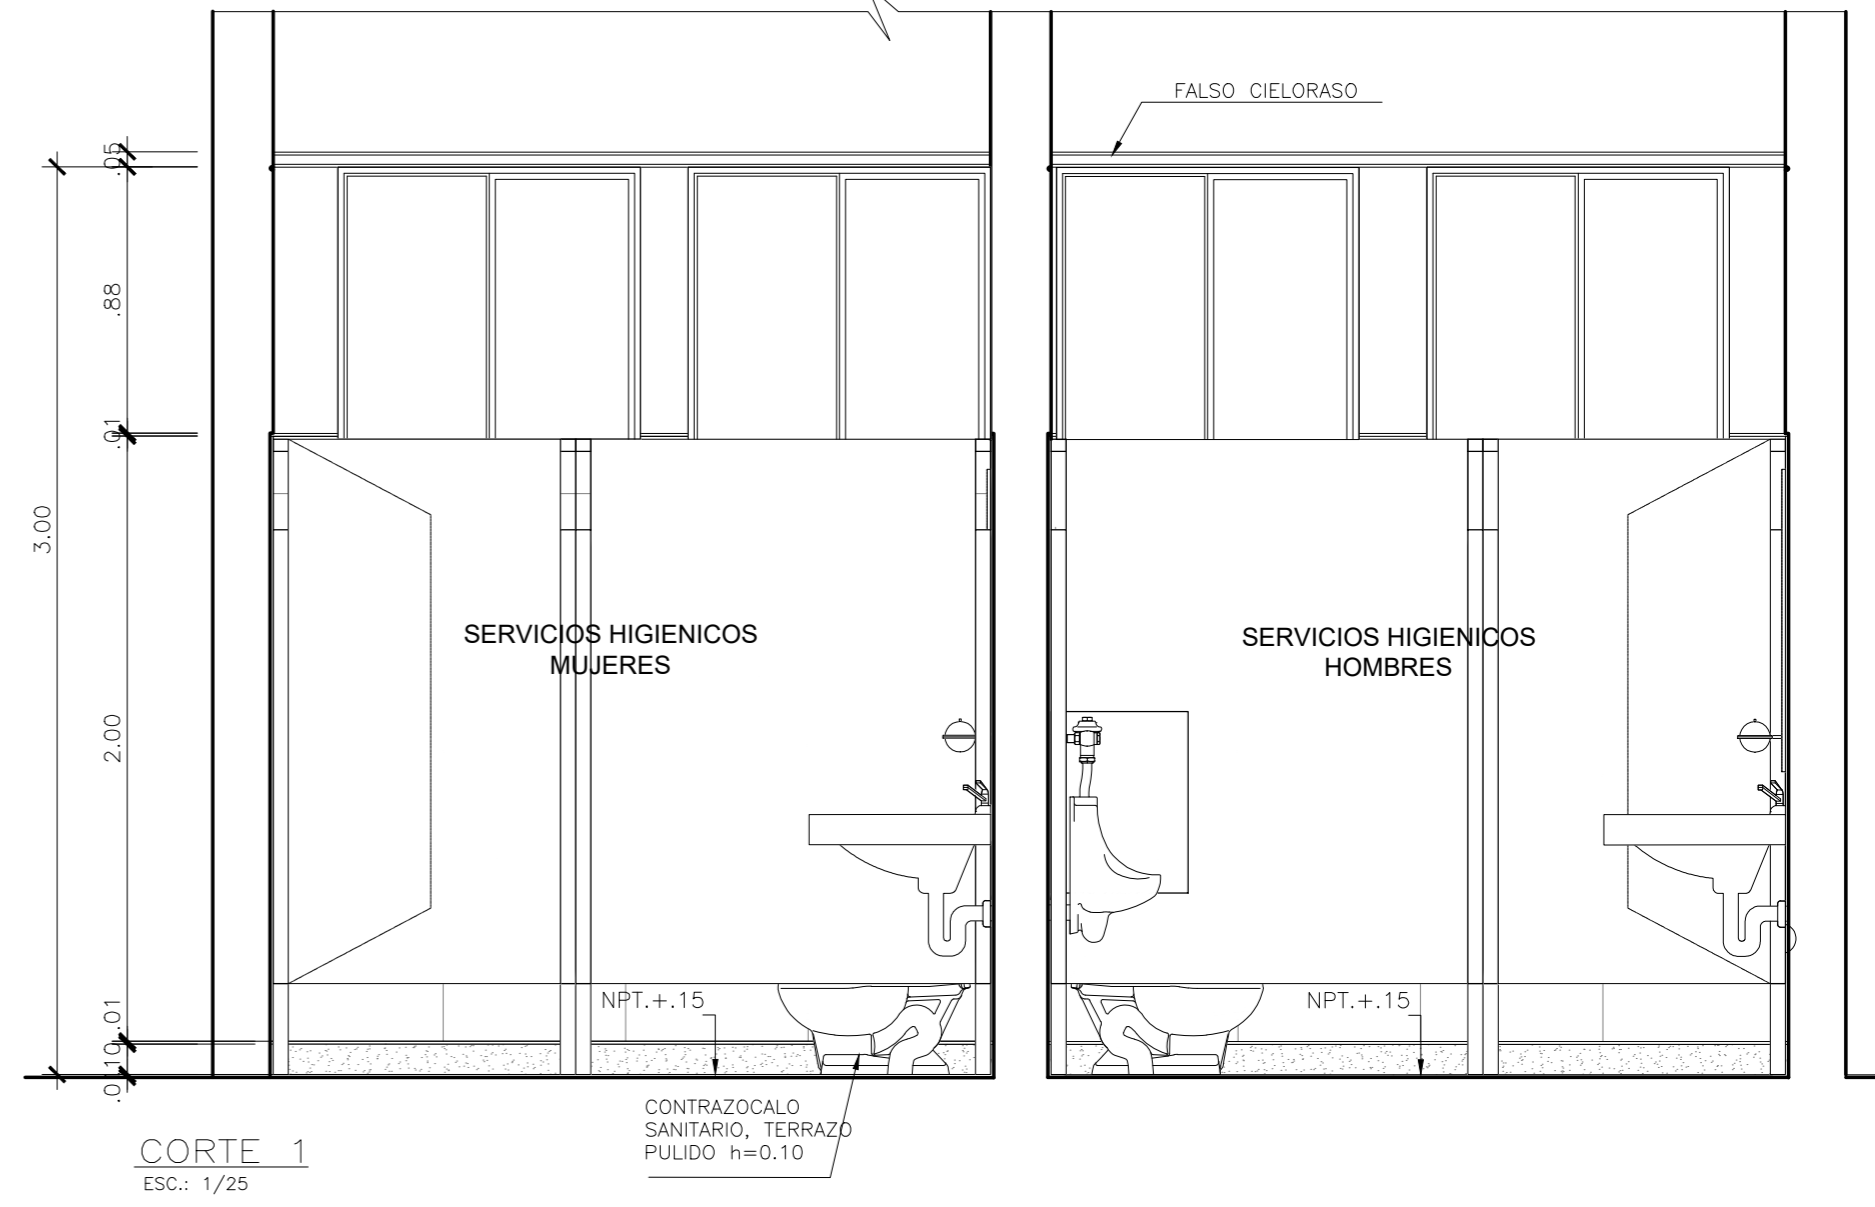 FALSO CIELORASO
.05
.88
.01
3.00
2.00
SERVICIOS HIGIENICOS
MUJERES
SERVICIOS HIGIENICOS
HOMBRES
.01
NPT.+.15
NPT.+.15
.10
.01
CONTRAZOCALO
SANITARIO, TERRAZO
PULIDO h=0.10
CORTE 1
ESC.: 1/25